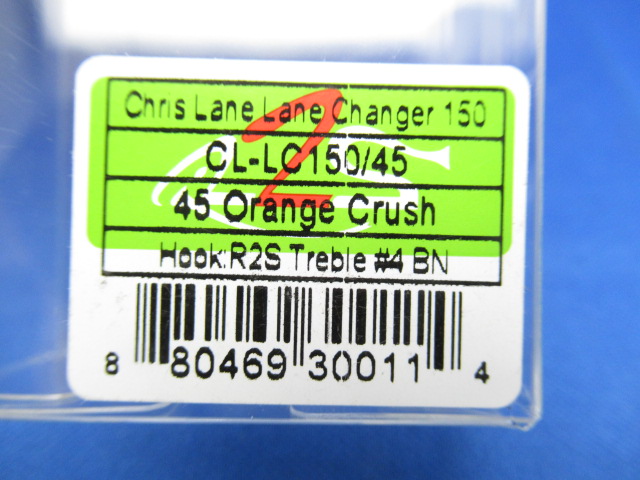 Chris Lane Lane Changer 150
CL-LC150/45
45 Orange Crush
Hook:R2S Treble #4 BN
8 80469 30011 4